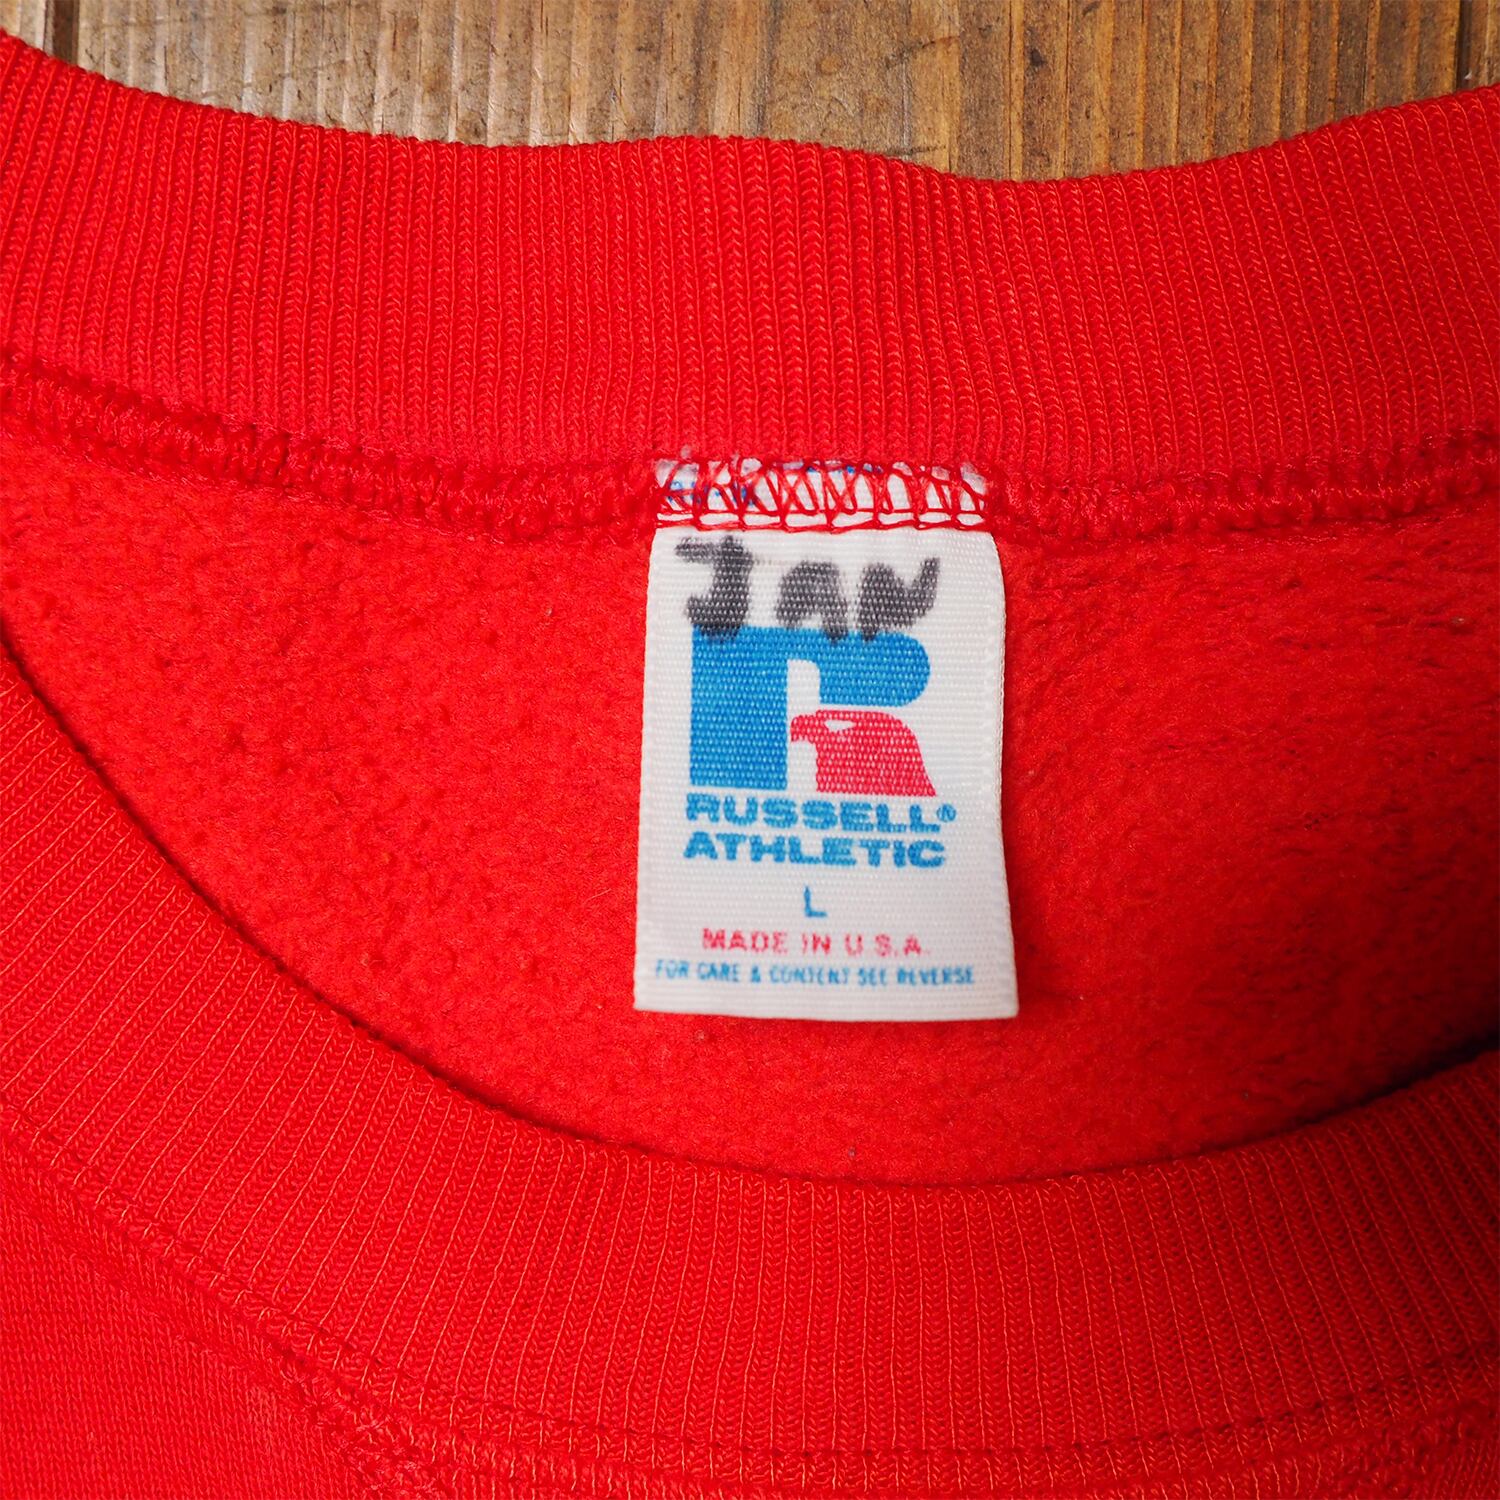 JAN
RUSSELL®
ATHLETIC
L
MADE IN U.S.A.
FOR CARE & CONTENT SEE REVERSE